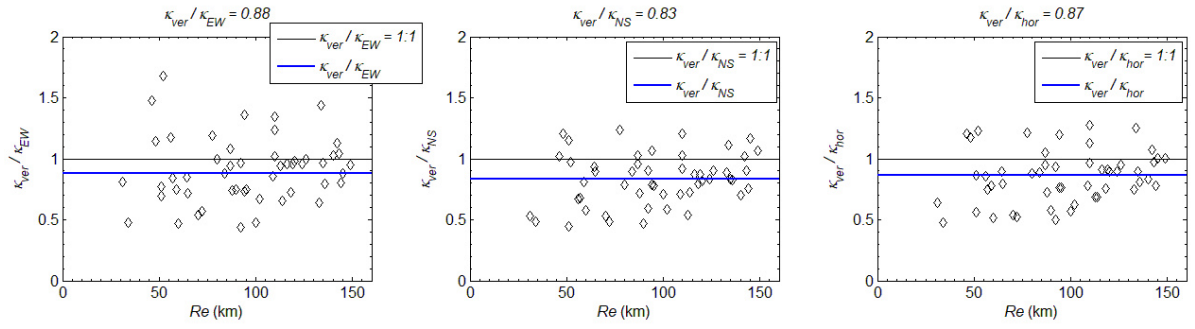 κver / κEW = 0.88
κver / κEW = 1:1
κver / κEW
2
1.5
1
0.5
0
κver / κEW
0
50
100
150
Re (km)
κver / κNS = 0.83
κver / κNS = 1:1
κver / κNS
2
1.5
1
0.5
0
κver / κNS
0
50
100
150
Re (km)
κver / κhor = 0.87
κver / κhor = 1:1
κver / κhor
2
1.5
1
0.5
0
κver / κhor
0
50
100
150
Re (km)